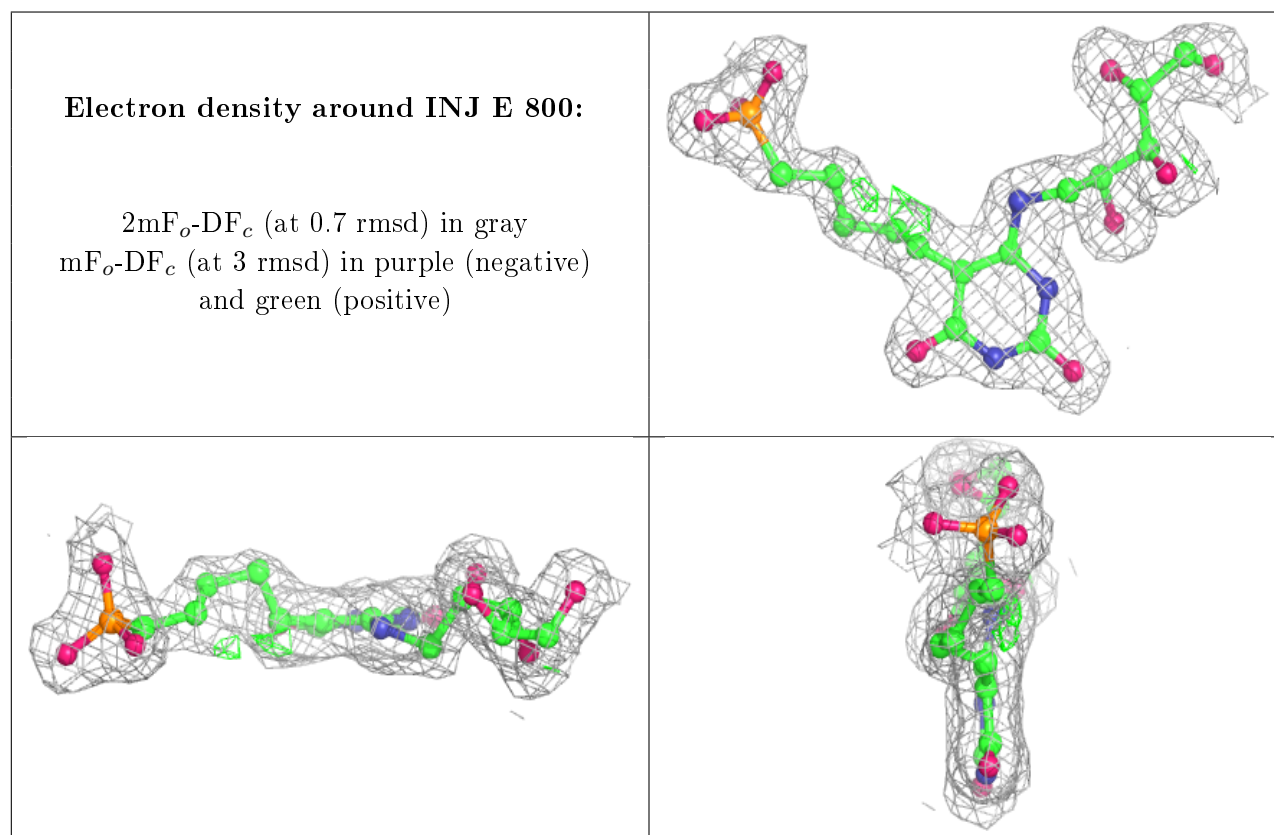 Electron density around INJ E 800:
2mFₒ-DF𝒸 (at 0.7 rmsd) in gray
mFₒ-DF𝒸 (at 3 rmsd) in purple (negative)
and green (positive)